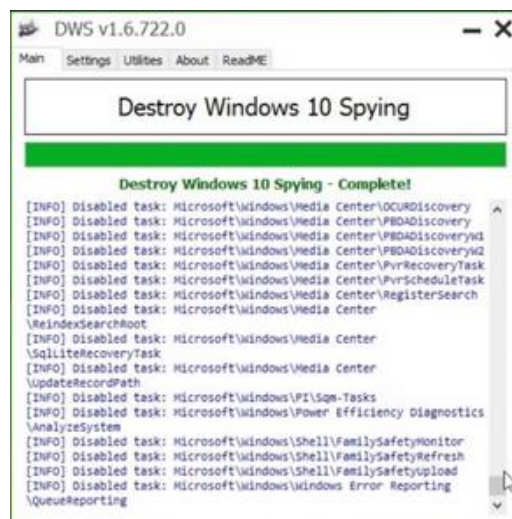 DWS v1.6.722.0
Main Settings Utilities About ReadME
Destroy Windows 10 Spying
Destroy Windows 10 Spying - Complete!
[INFO] Disabled task: Microsoft\Windows\Media Center\OCURDiscovery
[INFO] Disabled task: Microsoft\Windows\Media Center\PBDADiscovery
[INFO] Disabled task: Microsoft\Windows\Media Center\PBDADiscoveryW1
[INFO] Disabled task: Microsoft\Windows\Media Center\PBDADiscoveryW2
[INFO] Disabled task: Microsoft\Windows\Media Center\PvrRecoveryTask
[INFO] Disabled task: Microsoft\Windows\Media Center\PvrScheduleTask
[INFO] Disabled task: Microsoft\Windows\Media Center\RegisterSearch
[INFO] Disabled task: Microsoft\Windows\Media Center
\ReindexSearchRoot
[INFO] Disabled task: Microsoft\Windows\Media Center
\SqlLiteRecoveryTask
[INFO] Disabled task: Microsoft\Windows\Media Center
\UpdateRecordPath
[INFO] Disabled task: Microsoft\Windows\PI\Sqm-Tasks
[INFO] Disabled task: Microsoft\Windows\Power Efficiency Diagnostics
\AnalyzeSystem
[INFO] Disabled task: Microsoft\Windows\Shell\FamilySafetyMonitor
[INFO] Disabled task: Microsoft\Windows\Shell\FamilySafetyRefresh
[INFO] Disabled task: Microsoft\Windows\Shell\FamilySafetyUpload
[INFO] Disabled task: Microsoft\Windows\Windows Error Reporting
\QueueReporting